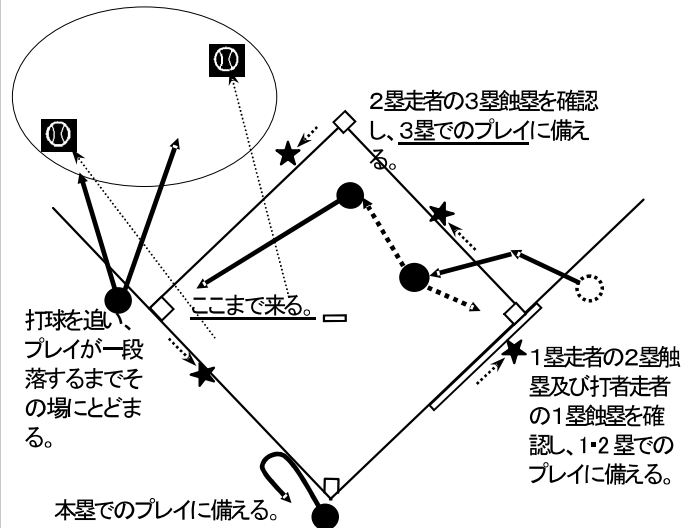 2塁走者の3塁蝕塁を確認
し、3塁でのプレイに備え
る。
ここまで来る。
打球を追い、
プレイが一段
落するまでそ
の場にとどま
る。
1塁走者の2塁触
塁及び打者走者
の1塁蝕塁を確
認し、1・2塁での
プレイに備える。
本塁でのプレイに備える。